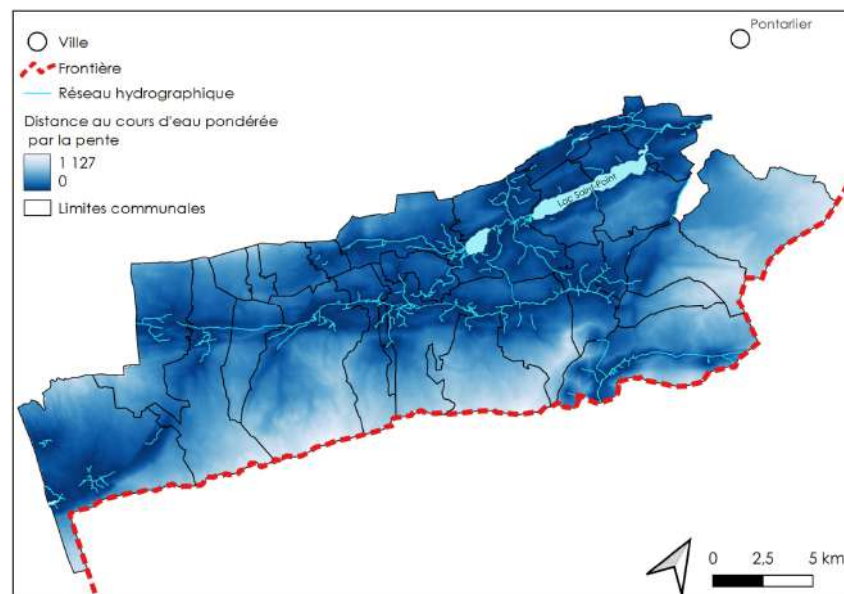 Pontarlier
Ville
Frontière
Réseau hydrographique
Distance au cours d'eau pondérée
par la pente
1 127
0
Limites communales
Lac Saint-Point
0 2,5 5 km